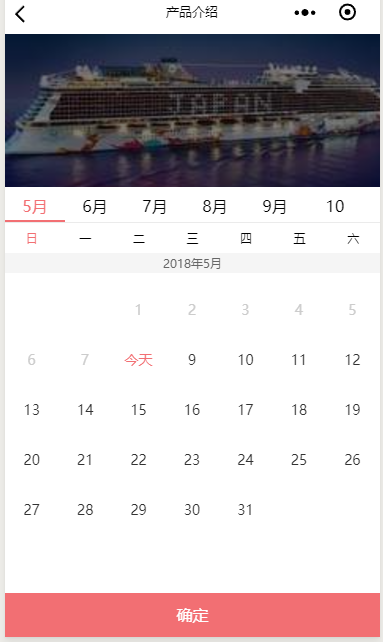 产品介绍
JAPAN
5月 6月 7月 8月 9月 10
日 一 二 三 四 五 六
2018年5月
1 2 3 4 5
6 7 今天 9 10 11 12
13 14 15 16 17 18 19
20 21 22 23 24 25 26
27 28 29 30 31
确定